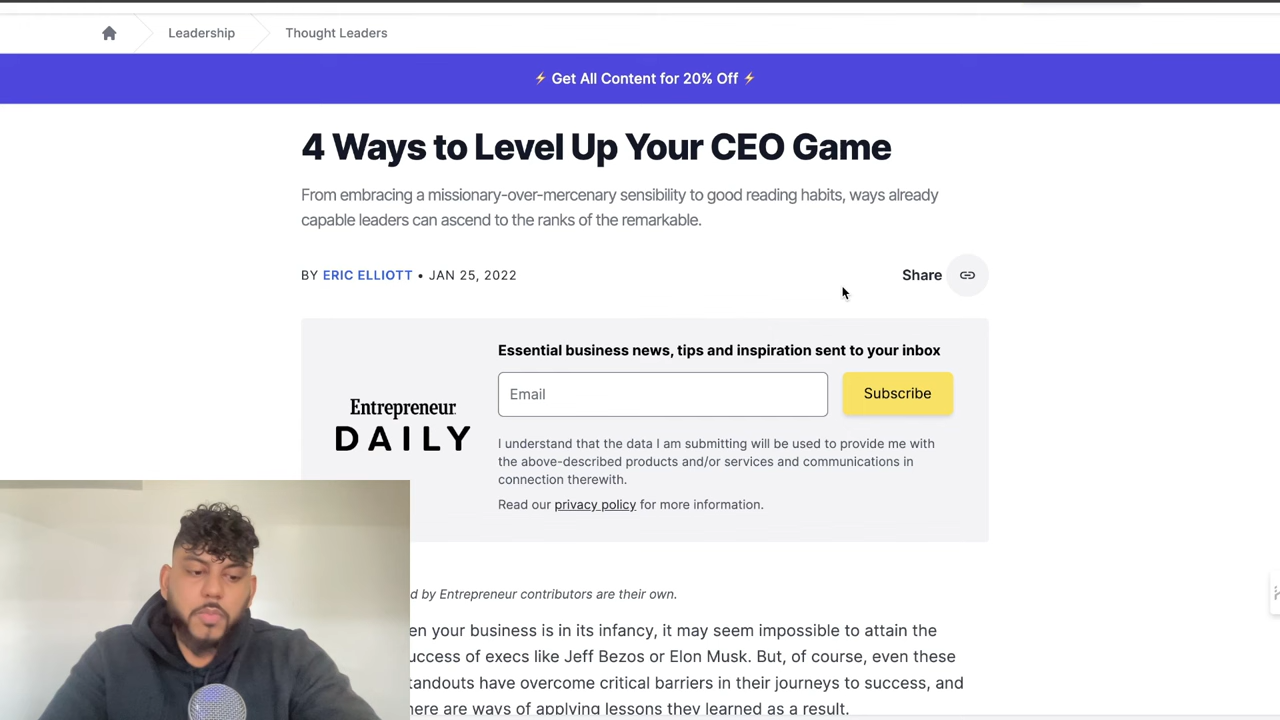 Leadership
Thought Leaders
⚡ Get All Content for 20% Off ⚡
4 Ways to Level Up Your CEO Game
From embracing a missionary-over-mercenary sensibility to good reading habits, ways already
capable leaders can ascend to the ranks of the remarkable.
BY ERIC ELLIOTT • JAN 25, 2022
Share
Essential business news, tips and inspiration sent to your inbox
Email
Subscribe
Entrepreneur
DAILY
I understand that the data I am submitting will be used to provide me with
the above-described products and/or services and communications in
connection therewith.
Read our privacy policy for more information.
d by Entrepreneur contributors are their own.
en your business is in its infancy, it may seem impossible to attain the
uccess of execs like Jeff Bezos or Elon Musk. But, of course, even these
tandouts have overcome critical barriers in their journeys to success, and
here are ways of applying lessons they learned as a result.